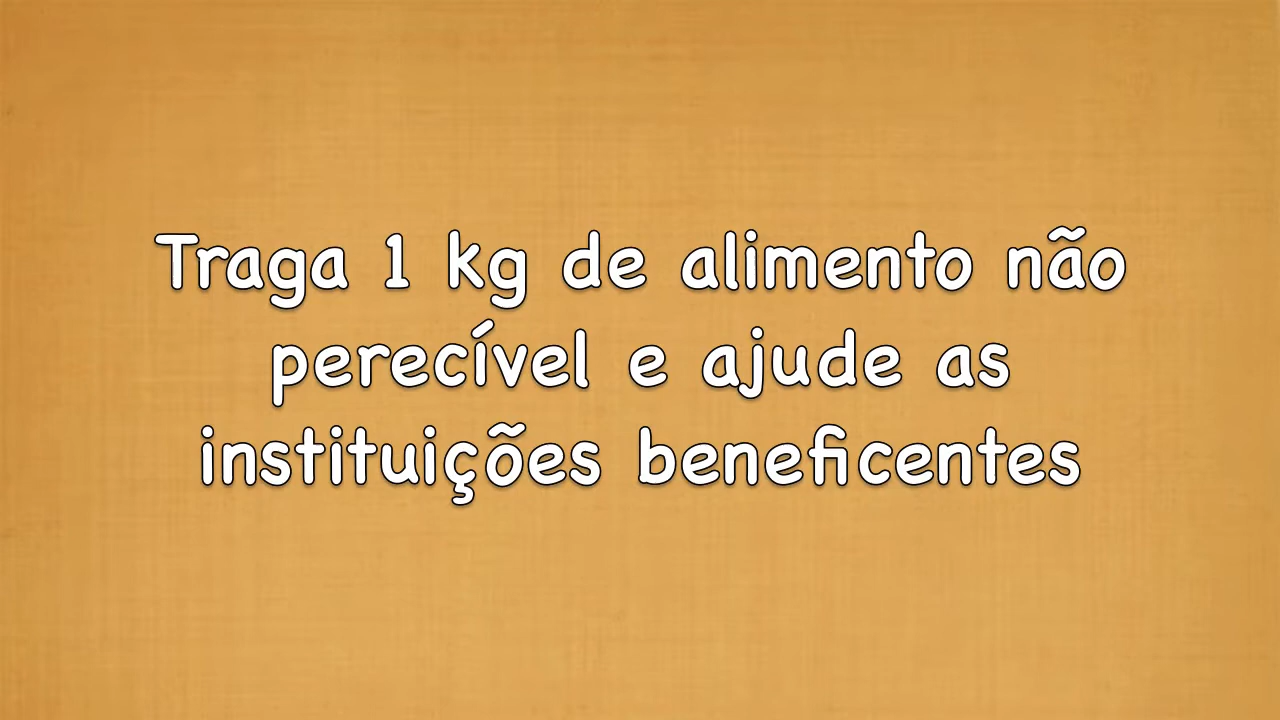 Traga 1 kg de alimento não
perecível e ajude as
instituições beneficentes